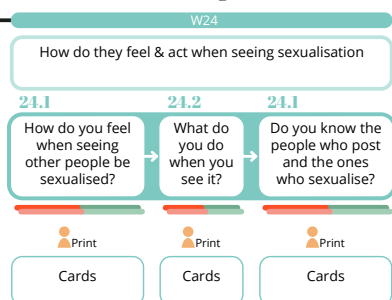 W24
How do they feel & act when seeing sexualisation
24.1
How do you feel
when seeing
other people be
sexualised?
24.2
What do
you do
when you
see it?
24.1
Do you know the
people who post
and the ones
who sexualise?
Print
Print
Print
Cards
Cards
Cards